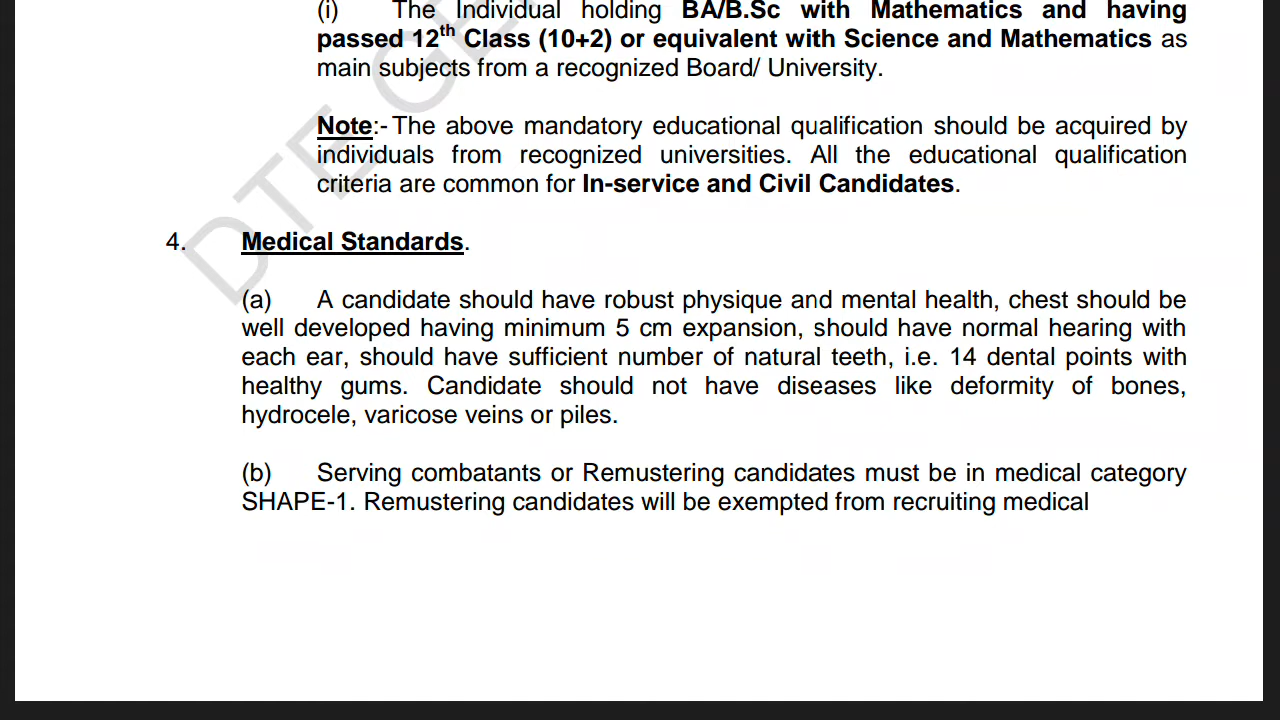 (i) The Individual holding BA/B.Sc with Mathematics and having
passed 12th Class (10+2) or equivalent with Science and Mathematics as
main subjects from a recognized Board/ University.
Note:- The above mandatory educational qualification should be acquired by
individuals from recognized universities. All the educational qualification
criteria are common for In-service and Civil Candidates.
4. Medical Standards.
(a) A candidate should have robust physique and mental health, chest should be
well developed having minimum 5 cm expansion, should have normal hearing with
each ear, should have sufficient number of natural teeth, i.e. 14 dental points with
healthy gums. Candidate should not have diseases like deformity of bones,
hydrocele, varicose veins or piles.
(b) Serving combatants or Remustering candidates must be in medical category
SHAPE-1. Remustering candidates will be exempted from recruiting medical
DTE GE